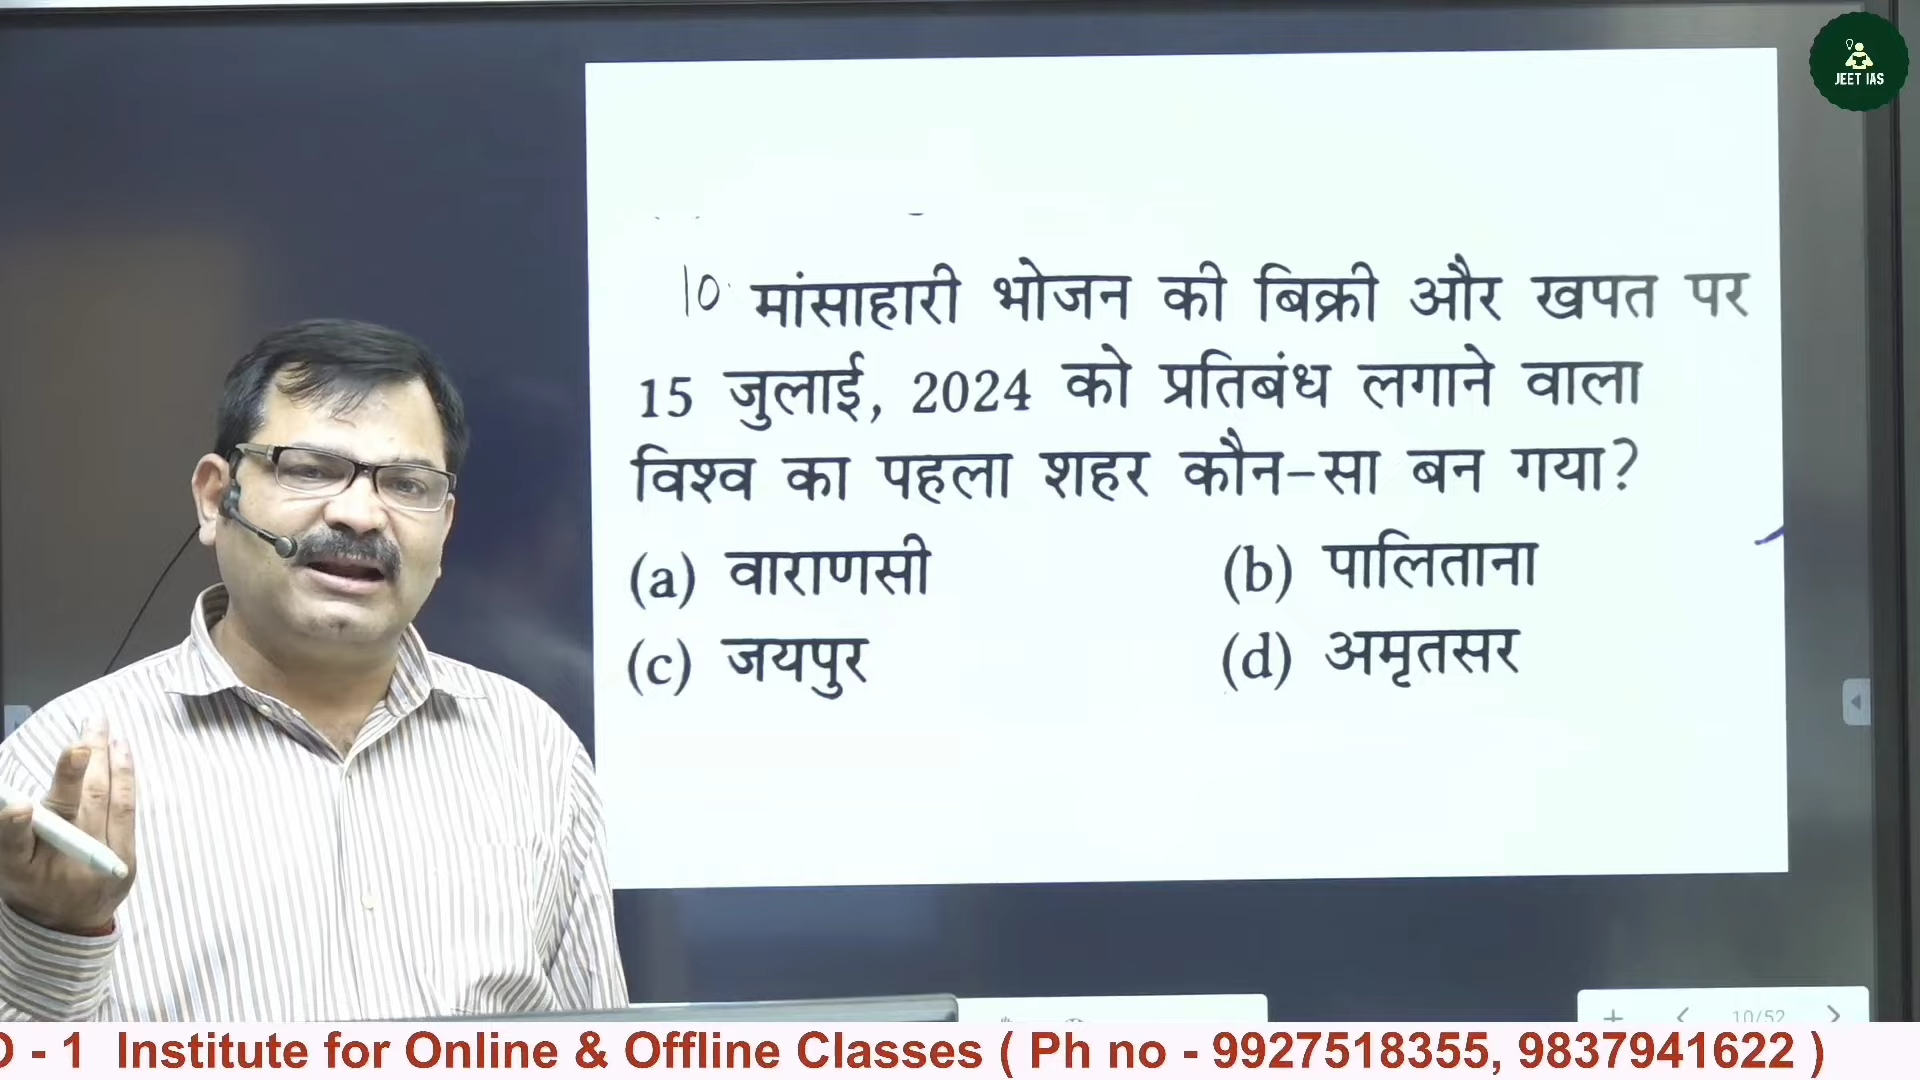 JEET IAS
10. मांसाहारी भोजन की बिक्री और खपत पर
15 जुलाई, 2024 को प्रतिबंध लगाने वाला
विश्व का पहला शहर कौन-सा बन गया?
(a) वाराणसी (b) पालिताना
(c) जयपुर (d) अमृतसर
10/52
- 1 Institute for Online & Offline Classes ( Ph no - 9927518355, 9837941622 )